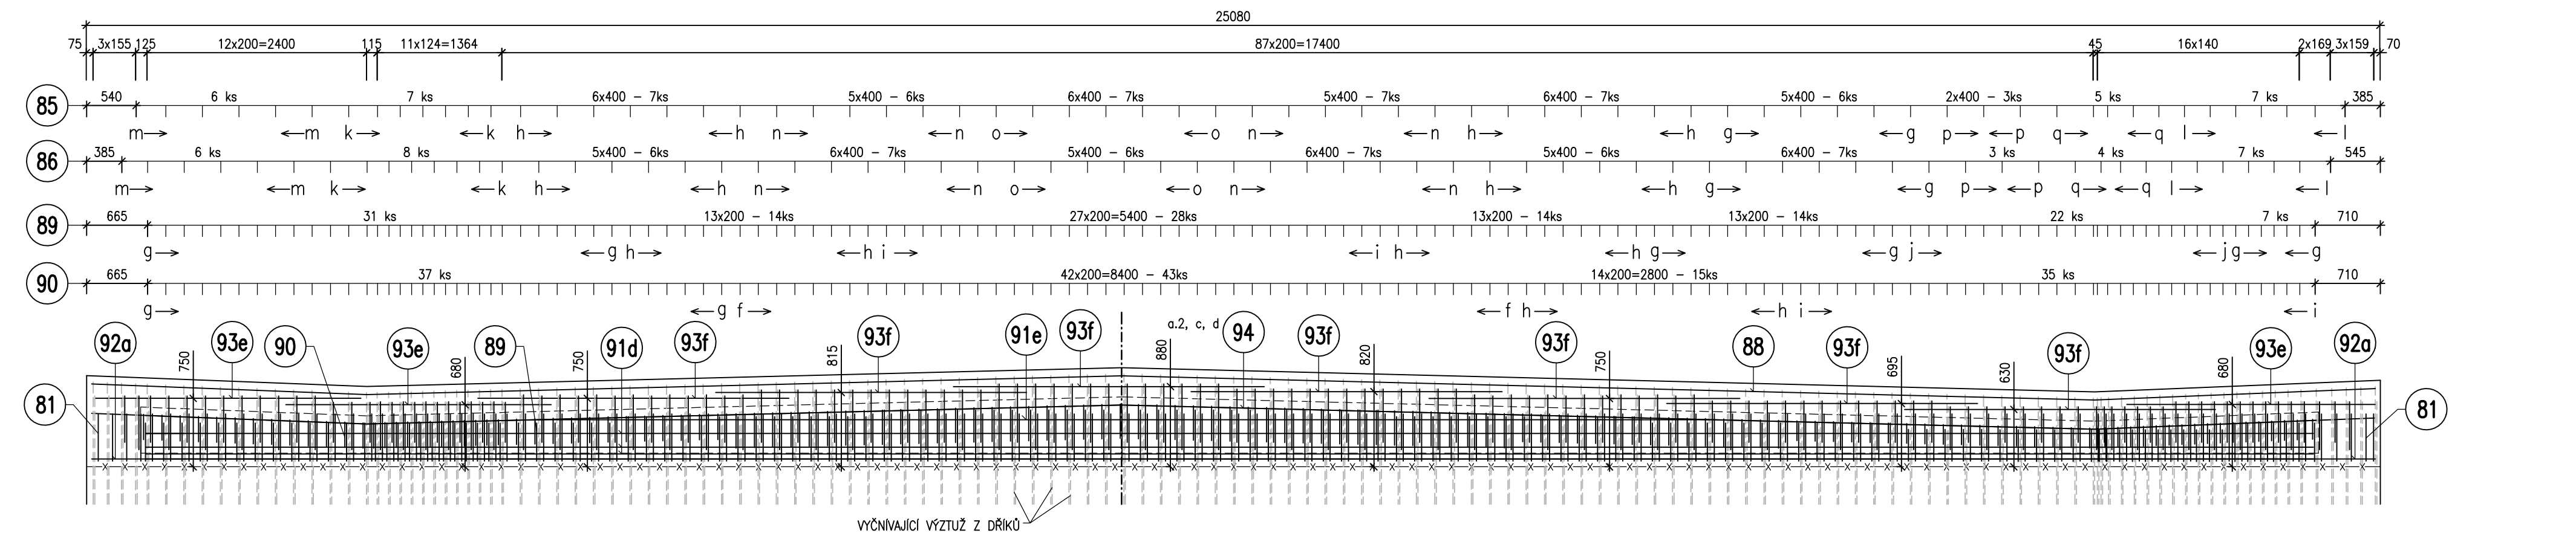 25080
75 3x155 125 12x200=2400 115 11x124=1364 87x200=17400 45 16x140 2x169 3x159 70
85 540 6 ks 7 ks 6x400 – 7ks 5x400 – 6ks 6x400 – 7ks 5x400 – 7ks 6x400 – 7ks 5x400 – 6ks 2x400 – 3ks 5 ks 7 ks 385
m→ ←m k→ ←k h→ ←h n→ ←n o→ ←o n→ ←n h→ ←h g→ ←g p→ ←p q→ ←q l→ ←l
86 385 6 ks 8 ks 5x400 – 6ks 6x400 – 7ks 5x400 – 6ks 6x400 – 7ks 5x400 – 6ks 6x400 – 7ks 3 ks 4 ks 7 ks 545
m→ ←m k→ ←k h→ ←h n→ ←n o→ ←o n→ ←n h→ ←h g→ ←g p→ ←p q→ ←q l→ ←l
89 665 31 ks 13x200 – 14ks 27x200=5400 – 28ks 13x200 – 14ks 13x200 – 14ks 22 ks 7 ks 710
g→ ←g h→ ←h i→ ←i h→ ←h g→ ←g j→ ←j g→ ←g
90 665 37 ks 42x200=8400 – 43ks 14x200=2800 – 15ks 35 ks 710
g→ ←g f→ ←f h→ ←h i→ ←i
92a 750 93e 90 93e 680 89 750 91d 93f 815 93f 91e 93f 880 a.2, c, d 94 93f 820 93f 750 88 93f 695 630 93f 680 93e 92a
81 81
VYČNÍVAJÍCÍ VÝZTUŽ Z DŘÍKŮ